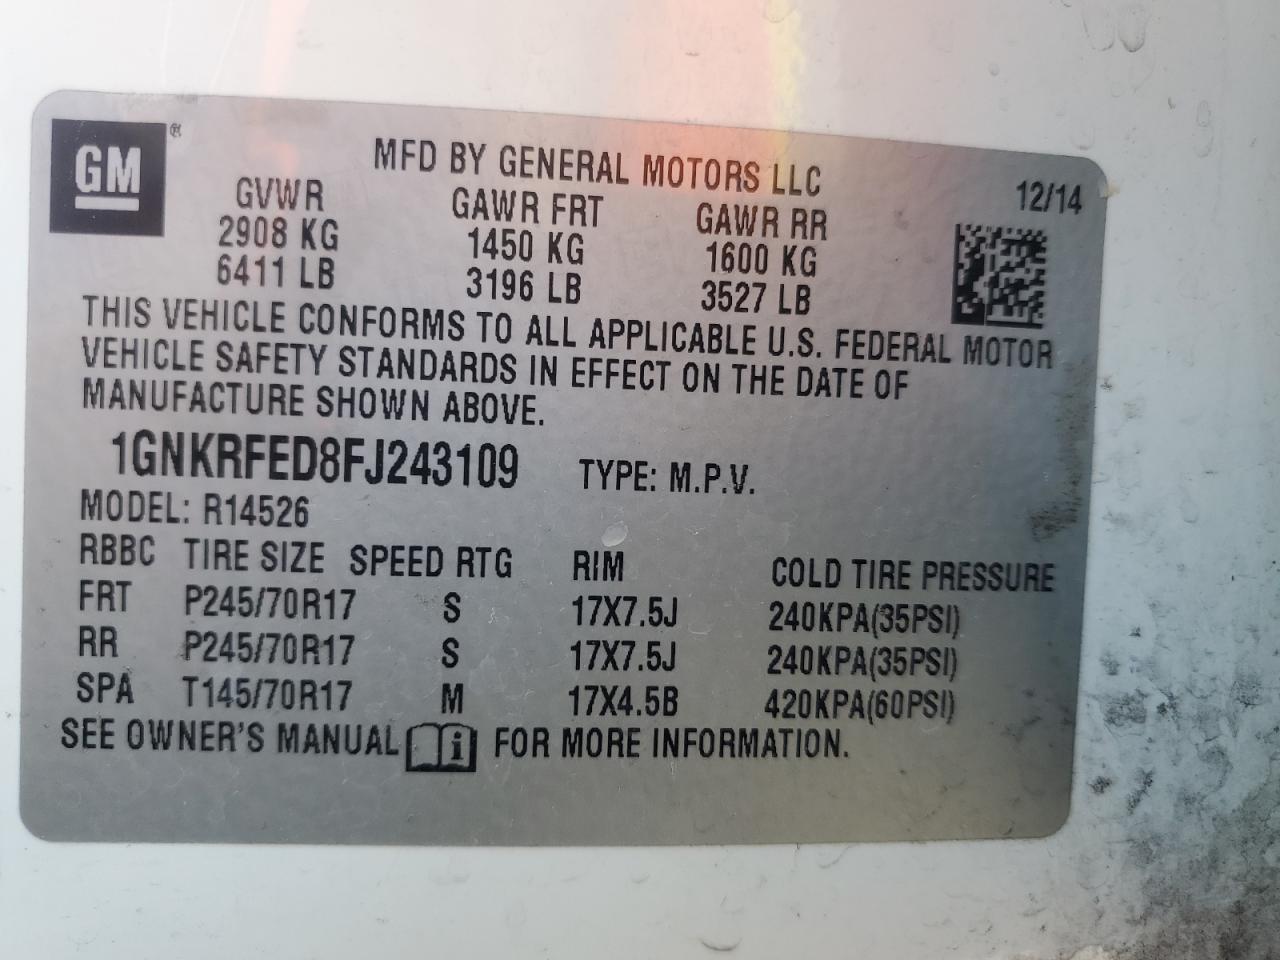 GM ®
MFD BY GENERAL MOTORS LLC
12/14
GVWR GAWR FRT GAWR RR
2908 KG 1450 KG 1600 KG
6411 LB 3196 LB 3527 LB
THIS VEHICLE CONFORMS TO ALL APPLICABLE U.S. FEDERAL MOTOR
VEHICLE SAFETY STANDARDS IN EFFECT ON THE DATE OF
MANUFACTURE SHOWN ABOVE.
1GNKRFED8FJ243109 TYPE: M.P.V.
MODEL: R14526
RBBC TIRE SIZE SPEED RTG RIM COLD TIRE PRESSURE
FRT P245/70R17 S 17X7.5J 240KPA(35PSI)
RR P245/70R17 S 17X7.5J 240KPA(35PSI)
SPA T145/70R17 M 17X4.5B 420KPA(60PSI)
SEE OWNER'S MANUAL i FOR MORE INFORMATION.